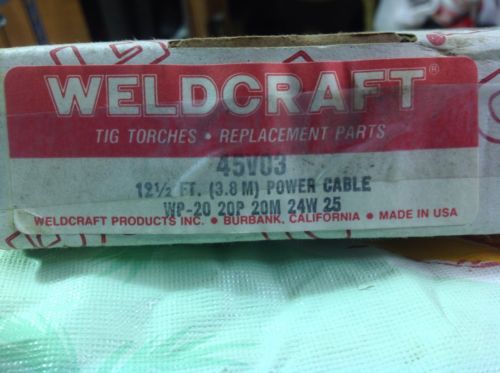 WELDCRAFT®
TIG TORCHES • REPLACEMENT PARTS
45V03
12½ FT. (3.8 M) POWER CABLE
WP-20 20P 20M 24W 25
WELDCRAFT PRODUCTS INC. • BURBANK, CALIFORNIA • MADE IN USA